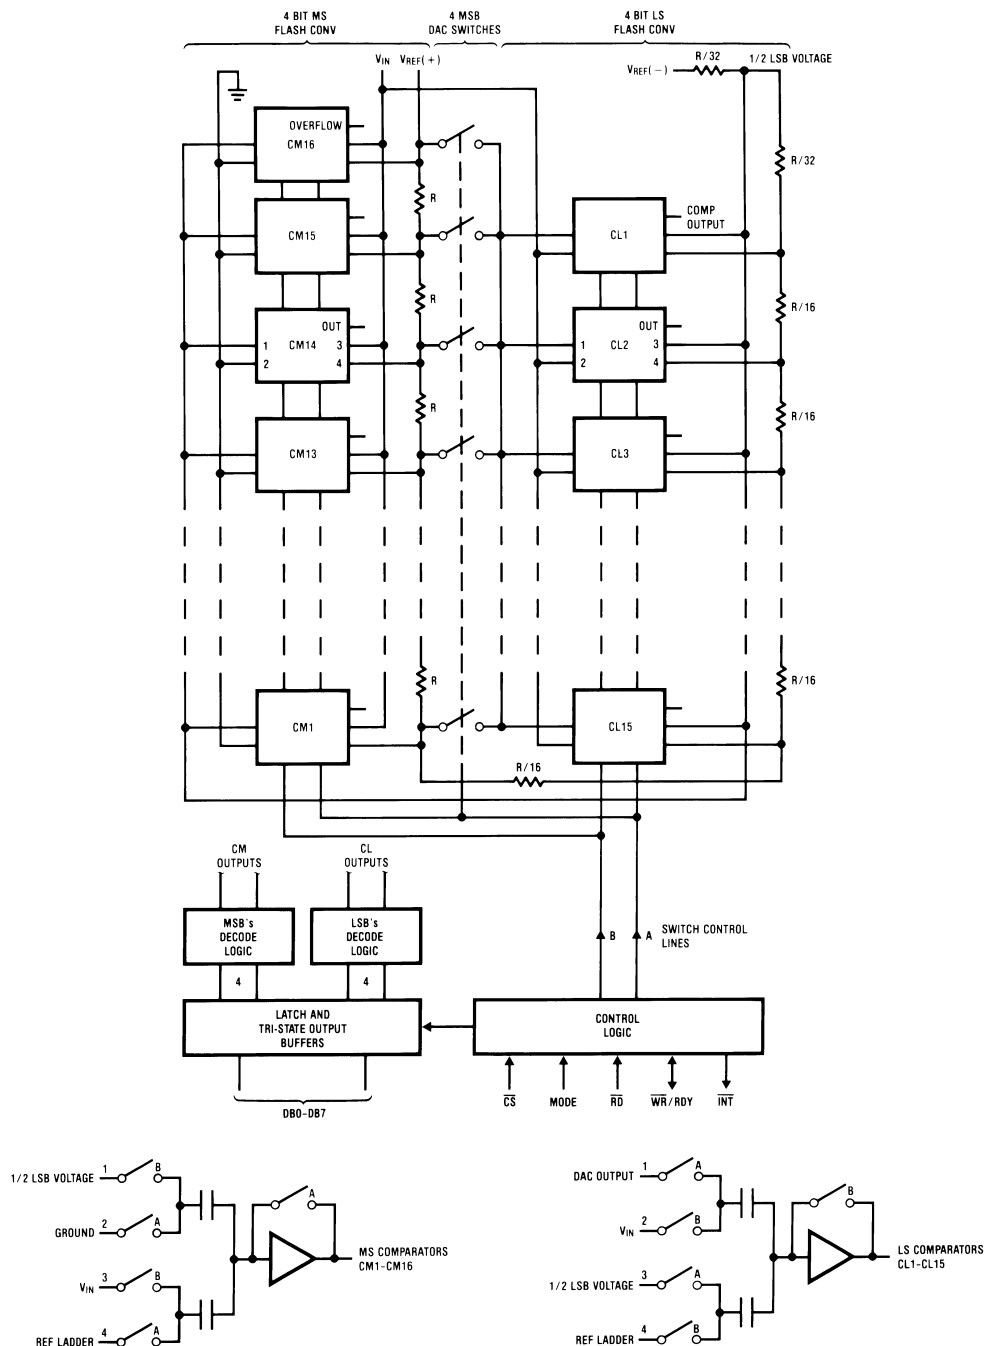 4 BIT MS
FLASH CONV
4 MSB
DAC SWITCHES
4 BIT LS
FLASH CONV
VIN
VREF(+)
VREF(−)
R/32
1/2 LSB VOLTAGE
OVERFLOW
CM16
R/32
R
CM15
CL1
COMP
OUTPUT
R
R/16
OUT
1 CM14 3
2 4
OUT
1 CL2 3
2 4
R
R/16
CM13
CL3
R
R/16
CM1
CL15
R/16
CM
OUTPUTS
CL
OUTPUTS
MSB's
DECODE
LOGIC
LSB's
DECODE
LOGIC
B
A
SWITCH CONTROL
LINES
4
4
LATCH AND
TRI-STATE OUTPUT
BUFFERS
CONTROL
LOGIC
CS
MODE
RD
WR/RDY
INT
DB0-DB7
1/2 LSB VOLTAGE 1 B
A
GROUND 2 A
MS COMPARATORS
CM1-CM16
VIN 3 B
REF LADDER 4 A
DAC OUTPUT 1 A
B
VIN 2 B
LS COMPARATORS
CL1-CL15
1/2 LSB VOLTAGE 3 A
REF LADDER 4 B